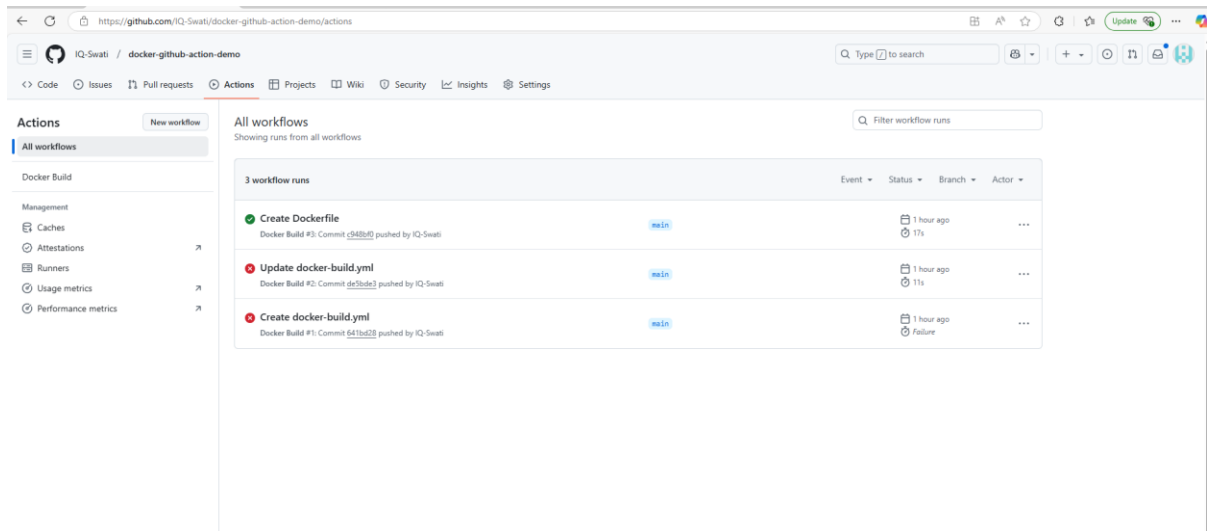 https://github.com/IQ-Swati/docker-github-action-demo/actions
Update
IQ-Swati / docker-github-action-demo
Type / to search
Code Issues Pull requests Actions Projects Wiki Security Insights Settings
Actions
New workflow
All workflows
Docker Build
Management
Caches
Attestations
Runners
Usage metrics
Performance metrics
All workflows
Showing runs from all workflows
Filter workflow runs
3 workflow runs
Event Status Branch Actor
Create Dockerfile
Docker Build #3: Commit c948bf0 pushed by IQ-Swati
main
1 hour ago
17s
Update docker-build.yml
Docker Build #2: Commit de5bde3 pushed by IQ-Swati
main
1 hour ago
11s
Create docker-build.yml
Docker Build #1: Commit 641bd28 pushed by IQ-Swati
main
1 hour ago
Failure